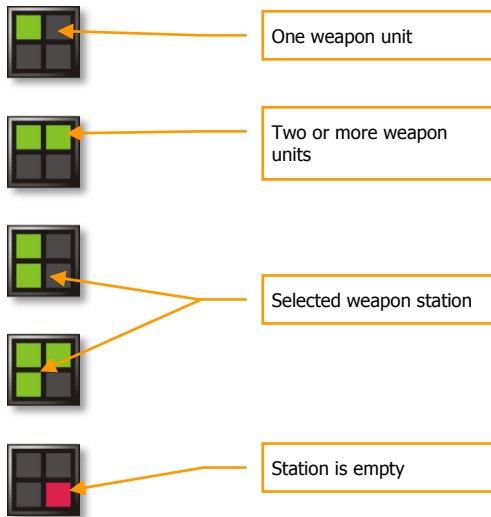 One weapon unit
Two or more weapon
units
Selected weapon station
Station is empty